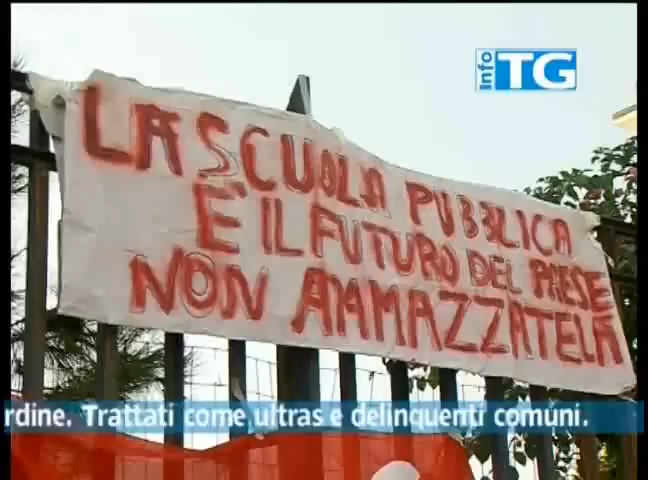 info TG
LA SCUOLA PUBBLICA
È IL FUTURO DEL PAESE
NON AMMAZZATELA
rdine. Trattati come ultras e delinquenti comuni.